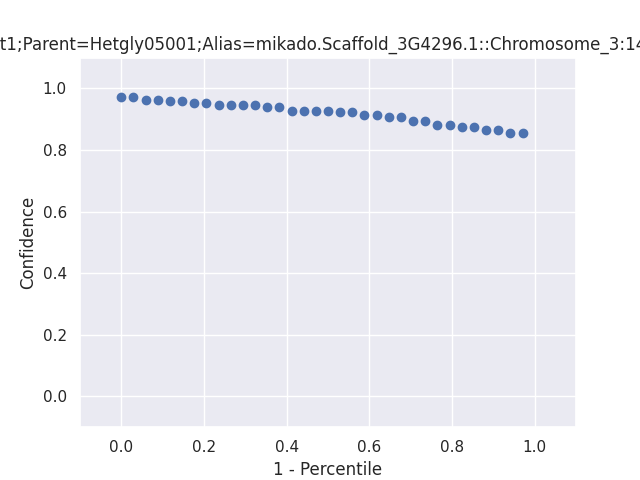 t1;Parent=Hetgly05001;Alias=mikado.Scaffold_3G4296.1::Chromosome_3:14
1.0
0.8
0.6
0.4
0.2
0.0
Confidence
0.0 0.2 0.4 0.6 0.8 1.0
1 - Percentile